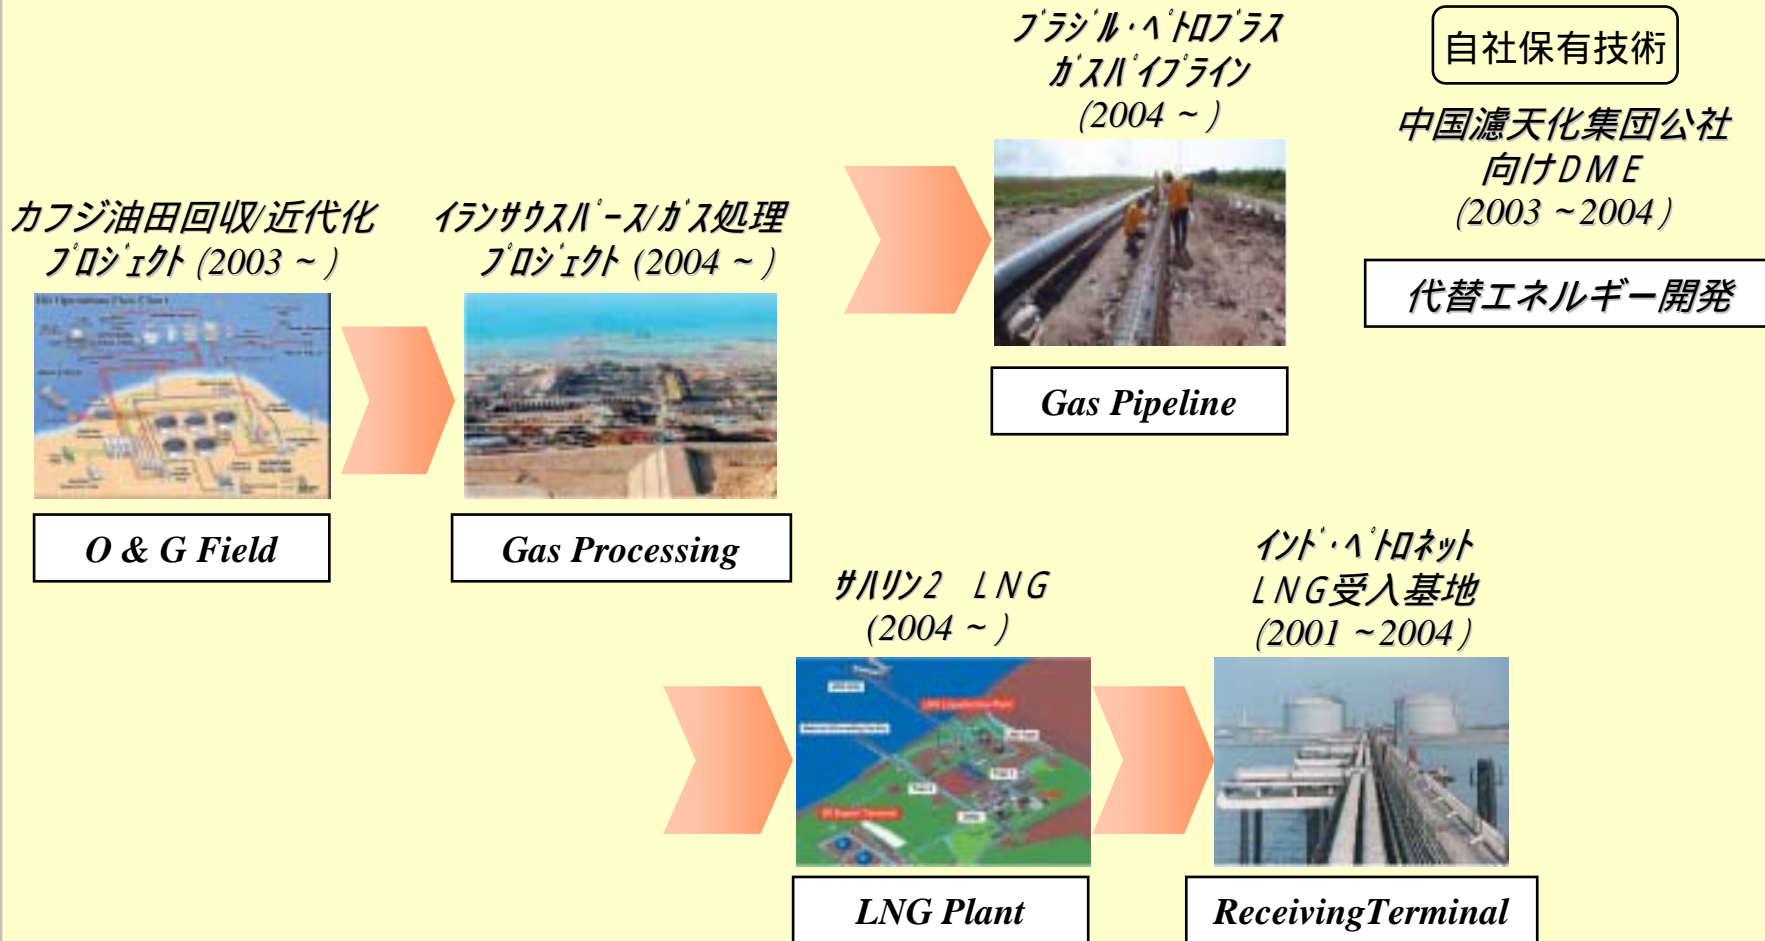 ブラジル・ペトロブラス
ガスパイプライン
(2004 ~ )
自社保有技術
中国濾天化集団公社
向けDME
(2003 ~2004 )
代替エネルギー開発
カフジ油田回収/近代化
プロジェクト (2003 ~ )
イランサウスパース/ガス処理
プロジェクト (2004 ~ )
Gas Pipeline
O & G Field
Gas Processing
サハリン2 LNG
(2004 ~ )
インド・ペトロネット
LNG受入基地
(2001 ~2004 )
LNG Plant
ReceivingTerminal